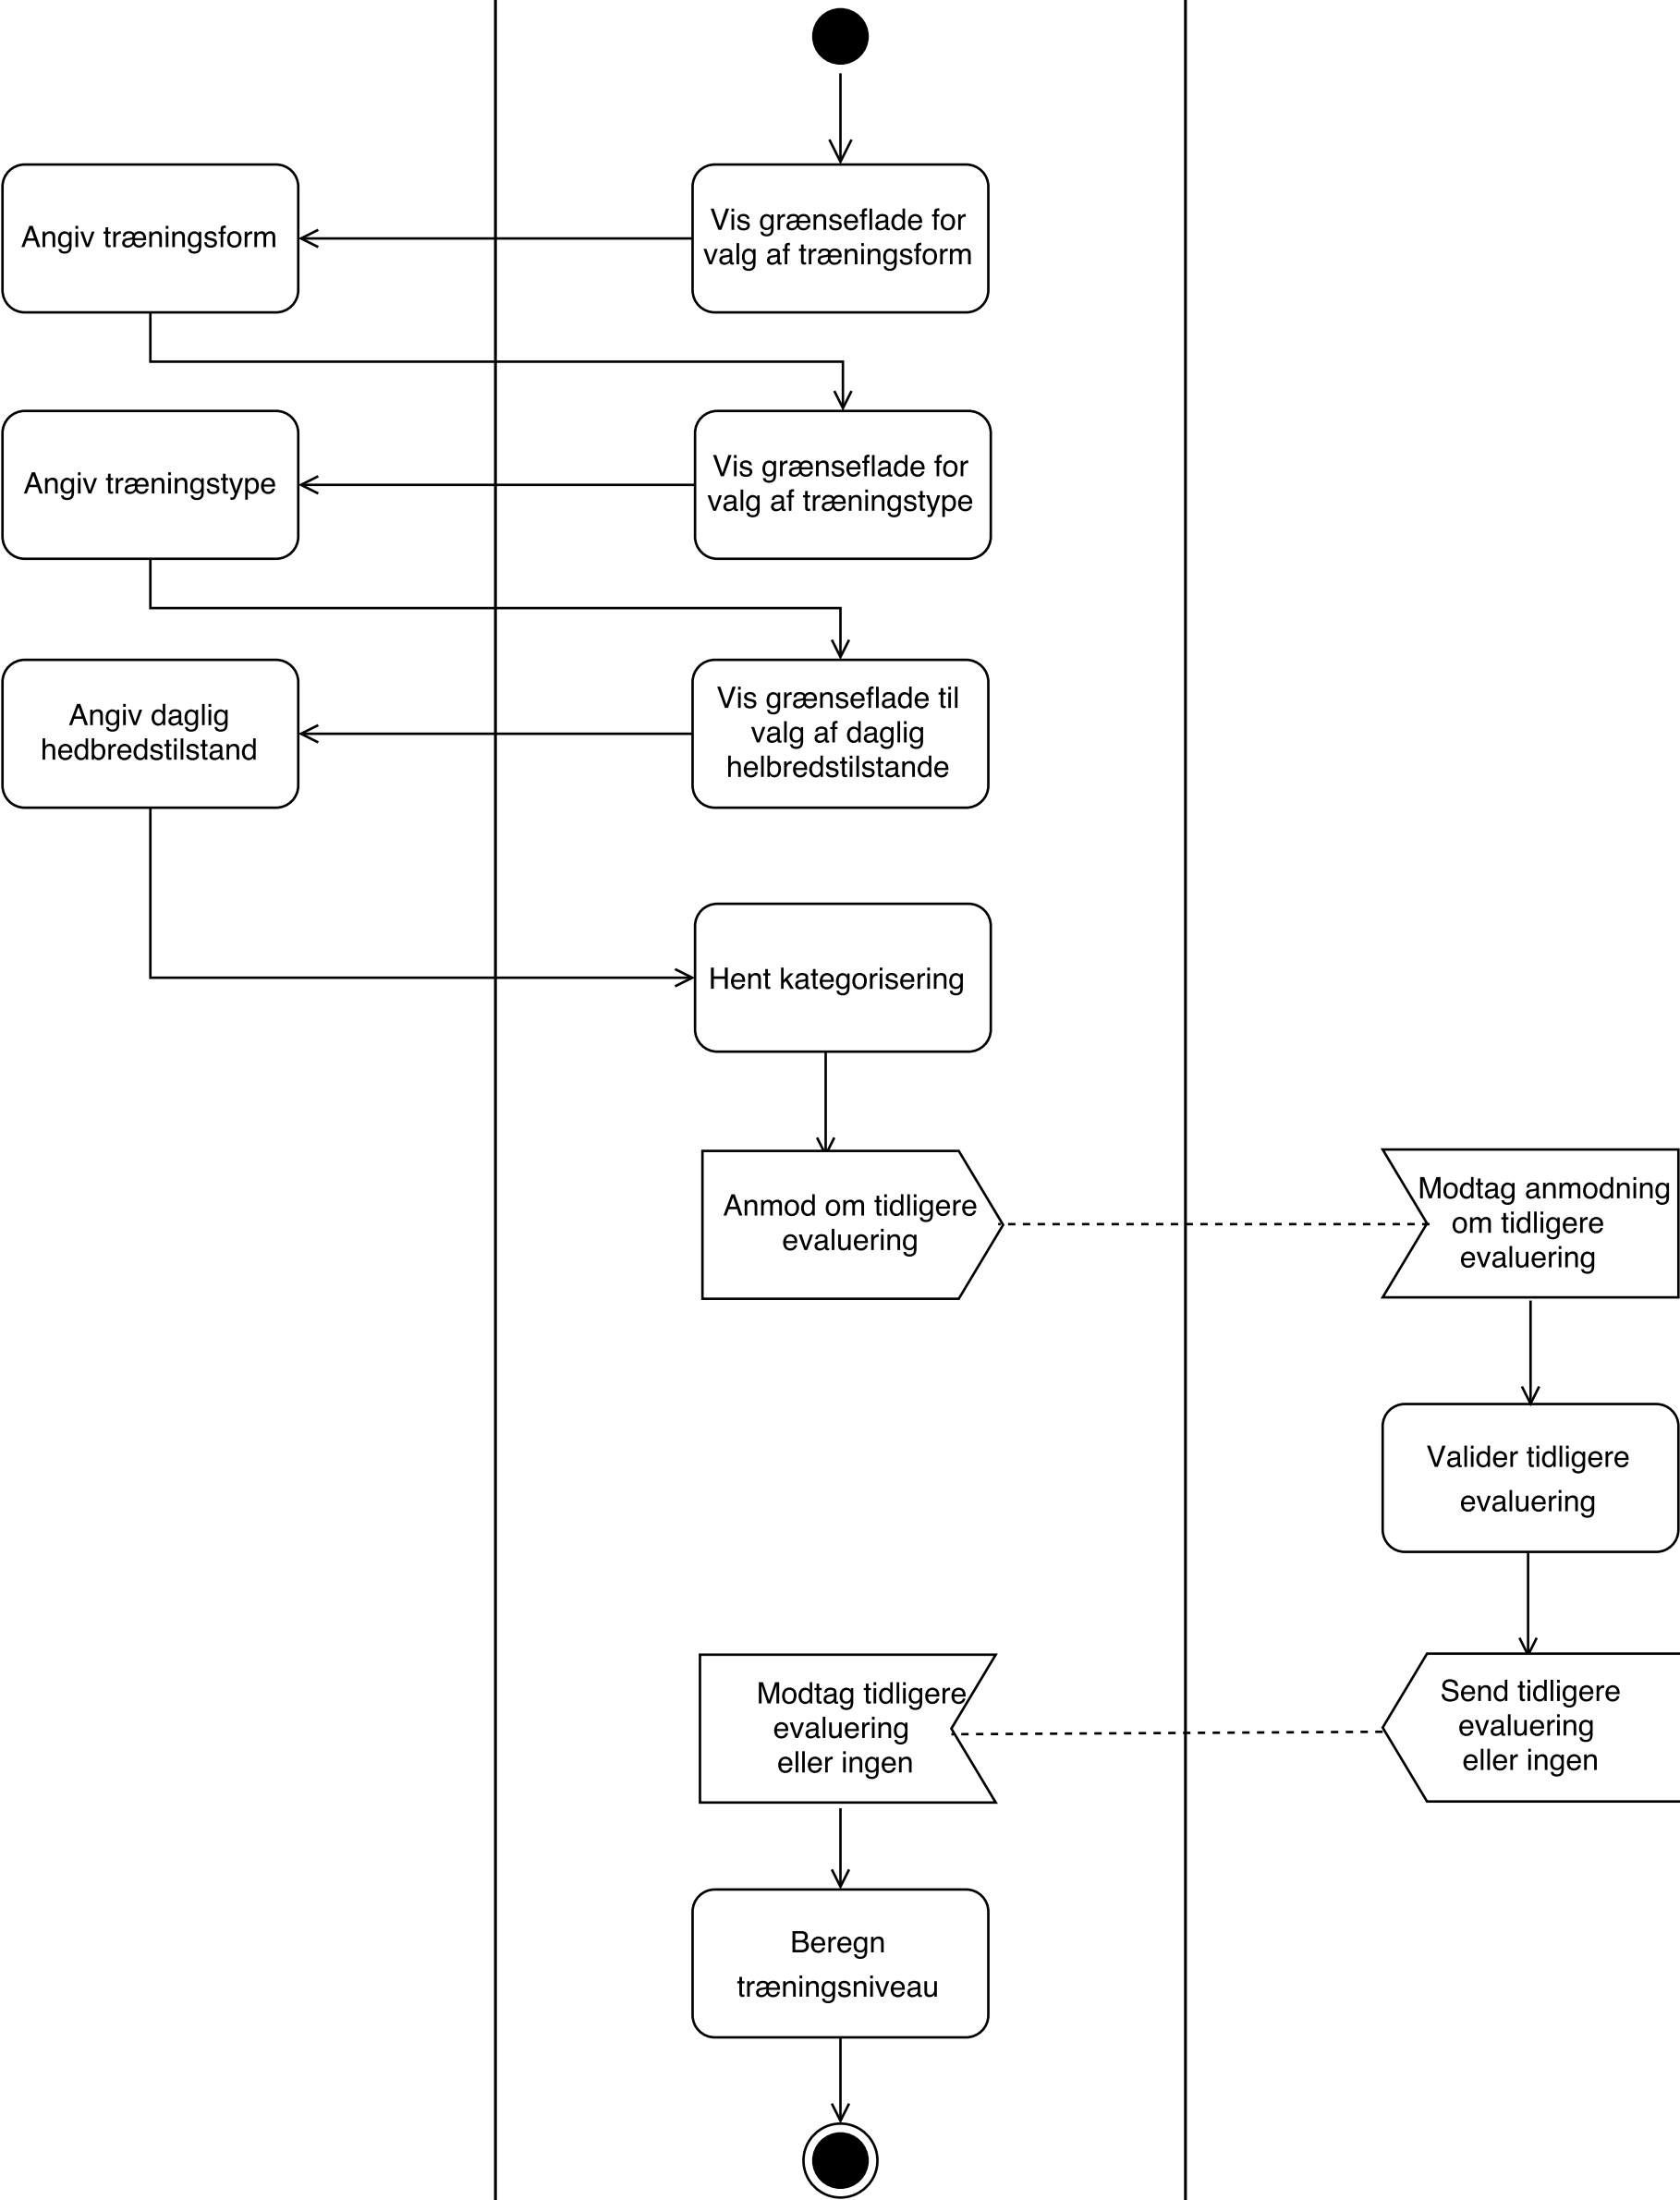 Angiv træningsform
Vis grænseflade for
valg af træningsform
Angiv træningstype
Vis grænseflade for
valg af træningstype
Angiv daglig
hedbredstilstand
Vis grænseflade til
valg af daglig
helbredstilstande
Hent kategorisering
Anmod om tidligere
evaluering
Modtag anmodning
om tidligere
evaluering
Valider tidligere
evaluering
Send tidligere
evaluering
eller ingen
Modtag tidligere
evaluering
eller ingen
Beregn
træningsniveau